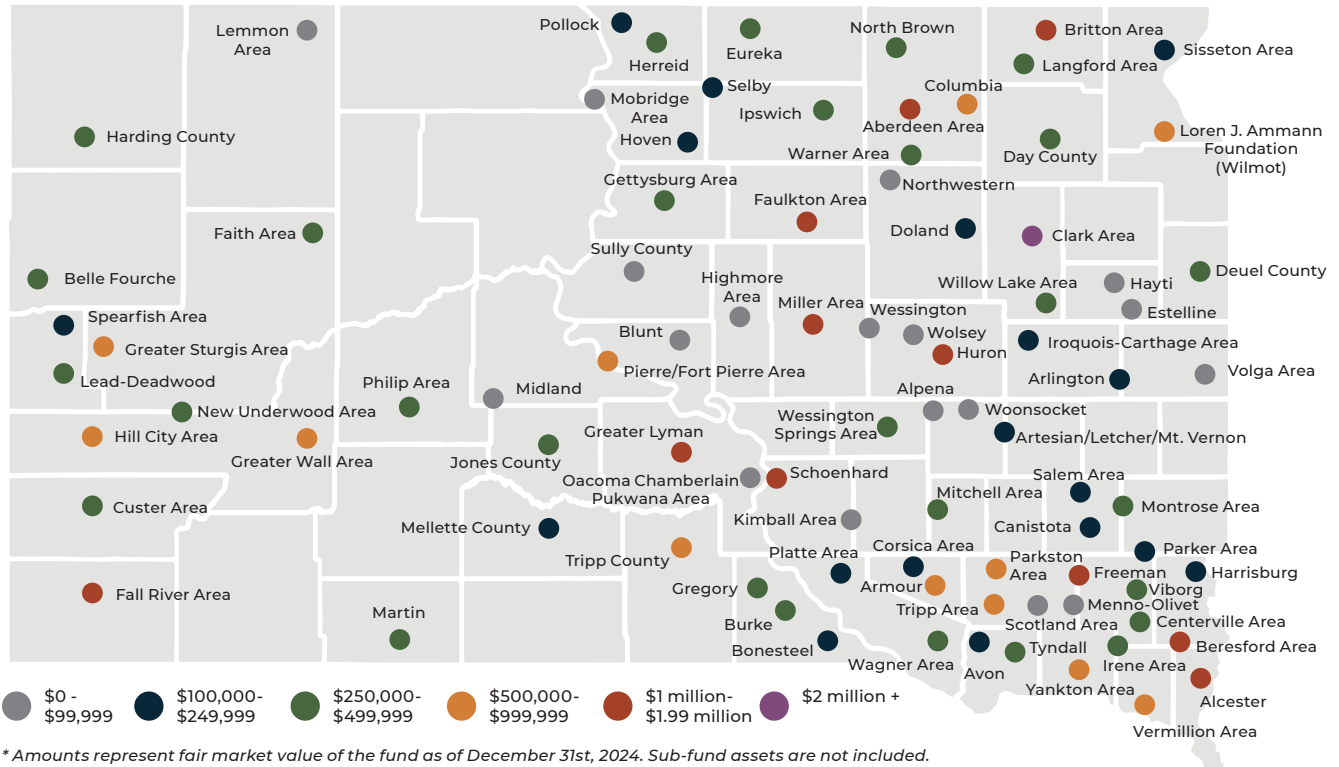 Lemmon
Area
Pollock
Herreid
Eureka
North Brown
Britton Area
Langford Area
Sisseton Area
Selby
Mobridge
Area
Hoven
Ipswich
Columbia
Aberdeen Area
Warner Area
Day County
Loren J. Ammann
Foundation
(Wilmot)
Harding County
Gettysburg Area
Faulkton Area
Northwestern
Doland
Clark Area
Faith Area
Sully County
Belle Fourche
Highmore
Area
Miller Area
Willow Lake Area
Hayti
Deuel County
Estelline
Spearfish Area
Greater Sturgis Area
Lead-Deadwood
Blunt
Wessington
Wolsey
Huron
Iroquois-Carthage Area
Pierre/Fort Pierre Area
Arlington
Volga Area
Philip Area
Midland
Alpena
Woonsocket
New Underwood Area
Wessington
Springs Area
Artesian/Letcher/Mt. Vernon
Hill City Area
Greater Wall Area
Greater Lyman
Jones County
Oacoma Chamberlain
Pukwana Area
Schoenhard
Salem Area
Mitchell Area
Montrose Area
Custer Area
Kimball Area
Canistota
Mellette County
Tripp County
Platte Area
Corsica Area
Parker Area
Parkston
Area
Freeman
Harrisburg
Fall River Area
Gregory
Armour
Viborg
Martin
Burke
Tripp Area
Menno-Olivet
Scotland Area
Centerville Area
Bonesteel
Wagner Area
Avon
Tyndall
Irene Area
Beresford Area
Yankton Area
Alcester
Vermillion Area
$0 -
$99,999
$100,000-
$249,999
$250,000-
$499,999
$500,000-
$999,999
$1 million-
$1.99 million
$2 million +
* Amounts represent fair market value of the fund as of December 31st, 2024. Sub-fund assets are not included.